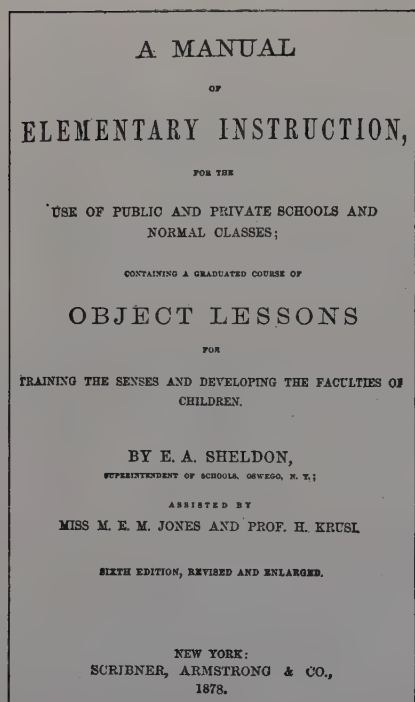 A MANUAL
OF
ELEMENTARY INSTRUCTION,
FOR THE
USE OF PUBLIC AND PRIVATE SCHOOLS AND
NORMAL CLASSES;
CONTAINING A GRADUATED COURSE OF
OBJECT LESSONS
FOR
TRAINING THE SENSES AND DEVELOPING THE FACULTIES OF
CHILDREN.
BY E. A. SHELDON,
SUPERINTENDENT OF SCHOOLS, OSWEGO, N. Y.;
ASSISTED BY
MISS M. E. M. JONES AND PROF. H. KRUSI.
SIXTH EDITION, REVISED AND ENLARGED.
NEW YORK:
SCRIBNER, ARMSTRONG & CO.,
1878.